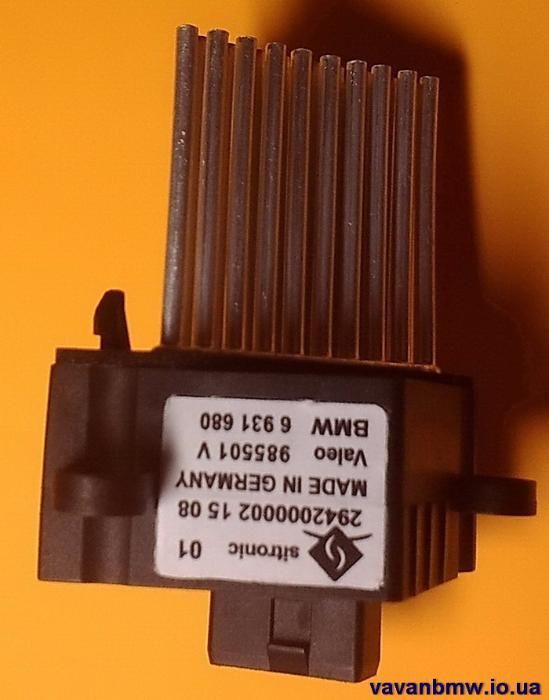 sitronic 01
2942000002 15 08
MADE IN GERMANY
Valeo 985501 V
BMW 6 931 680
vavanbmw.io.ua